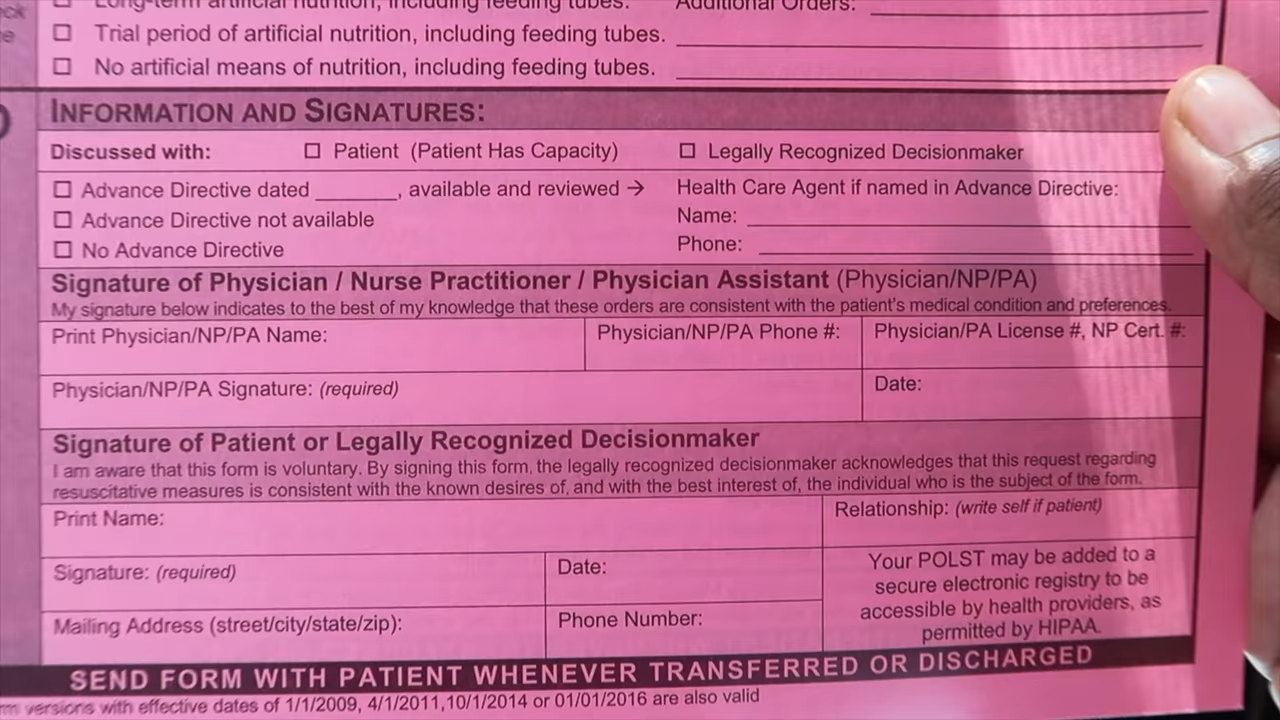 Long-term artificial nutrition, including feeding tubes. Additional Orders:
☐ Trial period of artificial nutrition, including feeding tubes.
☐ No artificial means of nutrition, including feeding tubes.
INFORMATION AND SIGNATURES:
Discussed with: ☐ Patient (Patient Has Capacity) ☐ Legally Recognized Decisionmaker
☐ Advance Directive dated ________, available and reviewed → Health Care Agent if named in Advance Directive:
☐ Advance Directive not available Name:
☐ No Advance Directive Phone:
Signature of Physician / Nurse Practitioner / Physician Assistant (Physician/NP/PA)
My signature below indicates to the best of my knowledge that these orders are consistent with the patient's medical condition and preferences.
Print Physician/NP/PA Name: Physician/NP/PA Phone #: Physician/PA License #, NP Cert. #:
Physician/NP/PA Signature: (required) Date:
Signature of Patient or Legally Recognized Decisionmaker
I am aware that this form is voluntary. By signing this form, the legally recognized decisionmaker acknowledges that this request regarding
resuscitative measures is consistent with the known desires of, and with the best interest of, the individual who is the subject of the form.
Print Name: Relationship: (write self if patient)
Signature: (required) Date:
Mailing Address (street/city/state/zip): Phone Number:
Your POLST may be added to a
secure electronic registry to be
accessible by health providers, as
permitted by HIPAA.
SEND FORM WITH PATIENT WHENEVER TRANSFERRED OR DISCHARGED
versions with effective dates of 1/1/2009, 4/1/2011,10/1/2014 or 01/01/2016 are also valid